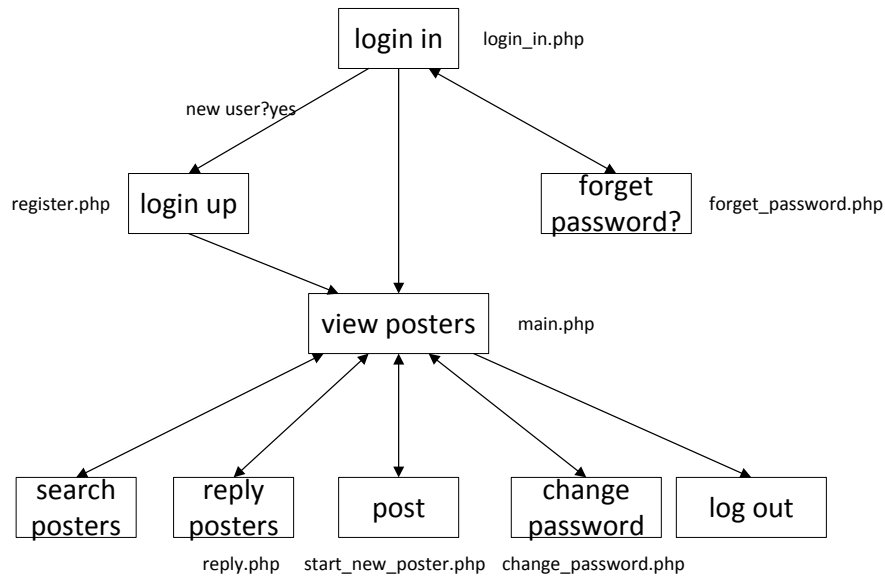 login in
login_in.php
new user?yes
register.php
login up
forget
password?
forget_password.php
view posters
main.php
search
posters
reply
posters
post
change
password
log out
reply.php
start_new_poster.php
change_password.php